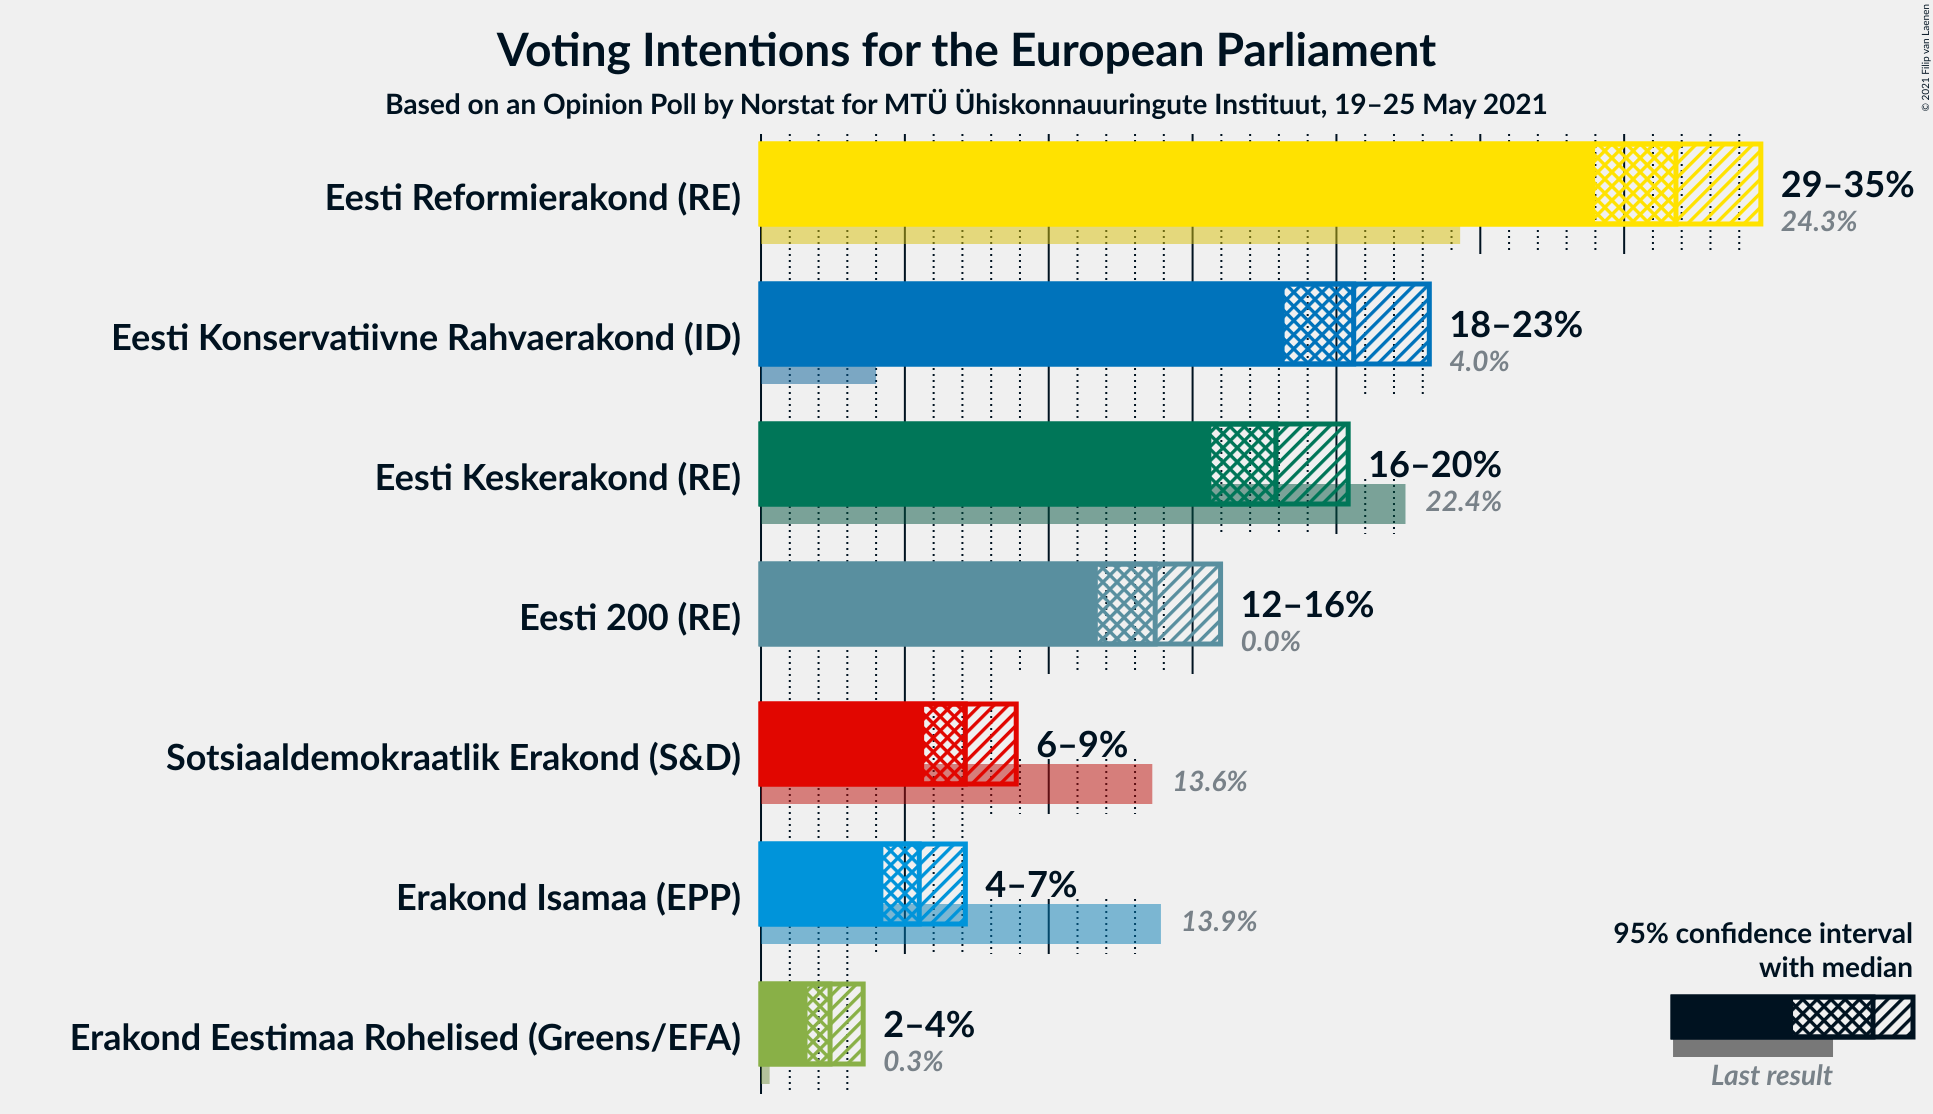 Voting Intentions for the European Parliament
Based on an Opinion Poll by Norstat for MTÜ Ühiskonnauuringute Instituut, 19–25 May 2021
© 2021 Filip van Laenen
Eesti Reformierakond (RE)
29–35%
24.3%
Eesti Konservatiivne Rahvaerakond (ID)
18–23%
4.0%
Eesti Keskerakond (RE)
16–20%
22.4%
Eesti 200 (RE)
12–16%
0.0%
Sotsiaaldemokraatlik Erakond (S&D)
6–9%
13.6%
Erakond Isamaa (EPP)
4–7%
13.9%
Erakond Eestimaa Rohelised (Greens/EFA)
2–4%
0.3%
95% confidence interval
with median
Last result